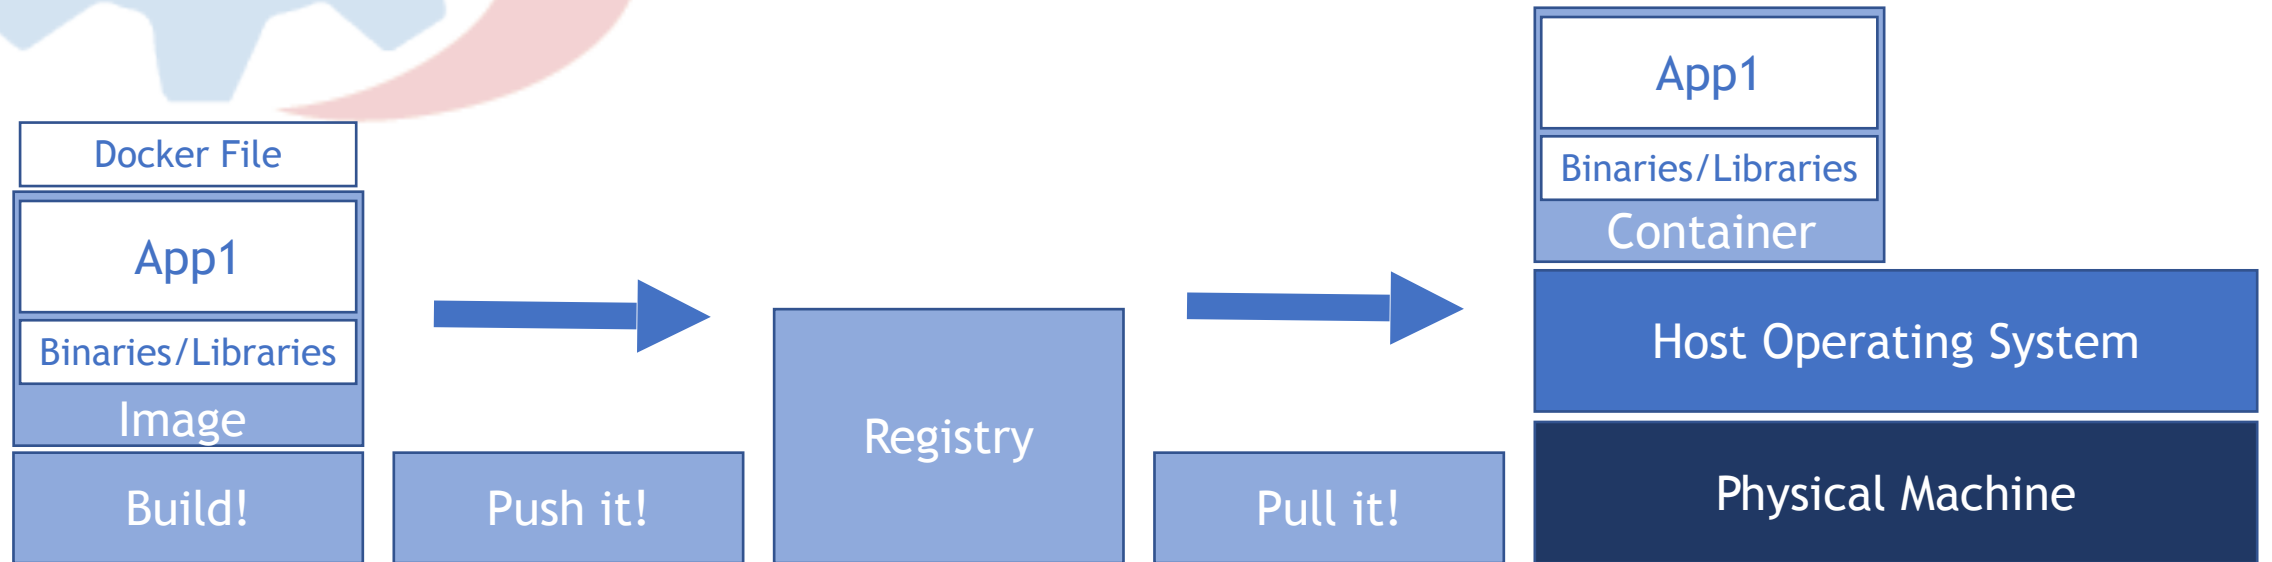 Docker File
App1
Binaries/Libraries
Image
Build!
Push it!
Registry
Pull it!
App1
Binaries/Libraries
Container
Host Operating System
Physical Machine